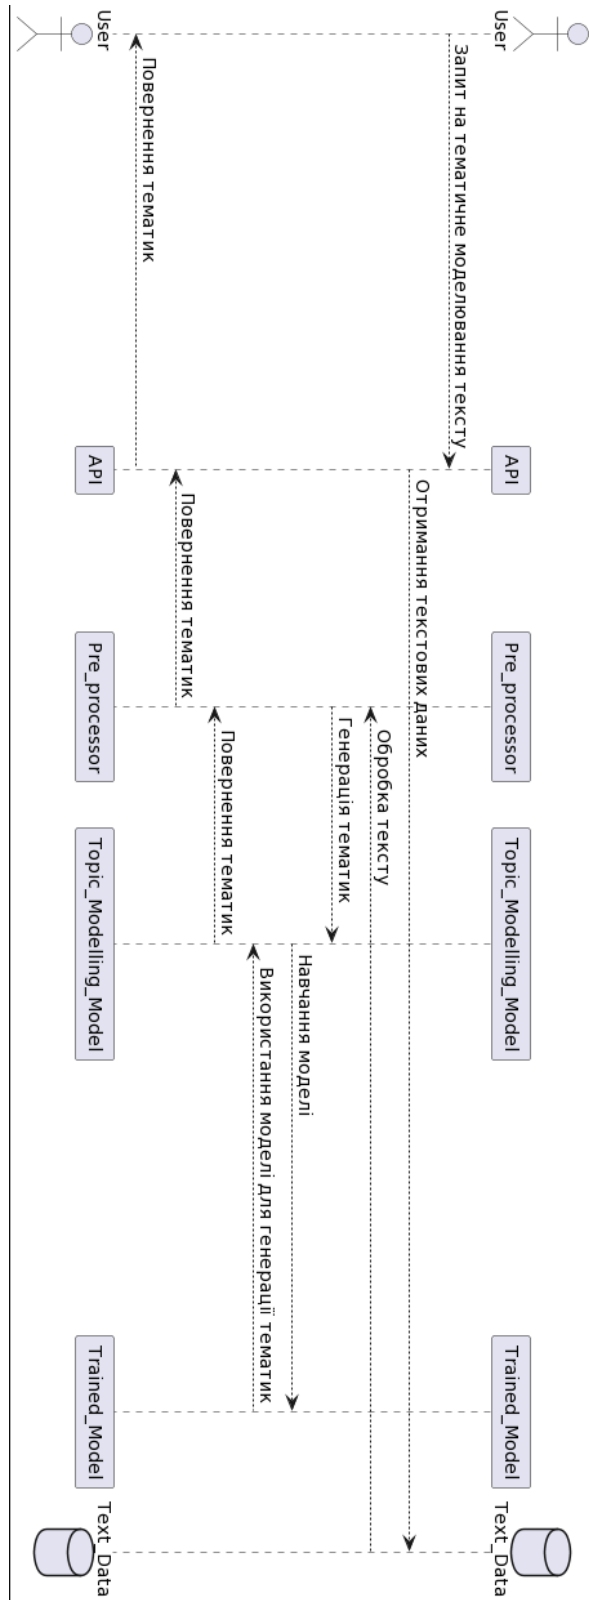 User
API
Pre_processor
Topic_Modelling_Model
Trained_Model
Text_Data
Запит на тематичне моделювання тексту
Отримання текстових даних
Обробка тексту
Генерація тематик
Навчання моделі
Використання моделі для генерації тематик
Повернення тематик
Повернення тематик
Повернення тематик
User
API
Pre_processor
Topic_Modelling_Model
Trained_Model
Text_Data